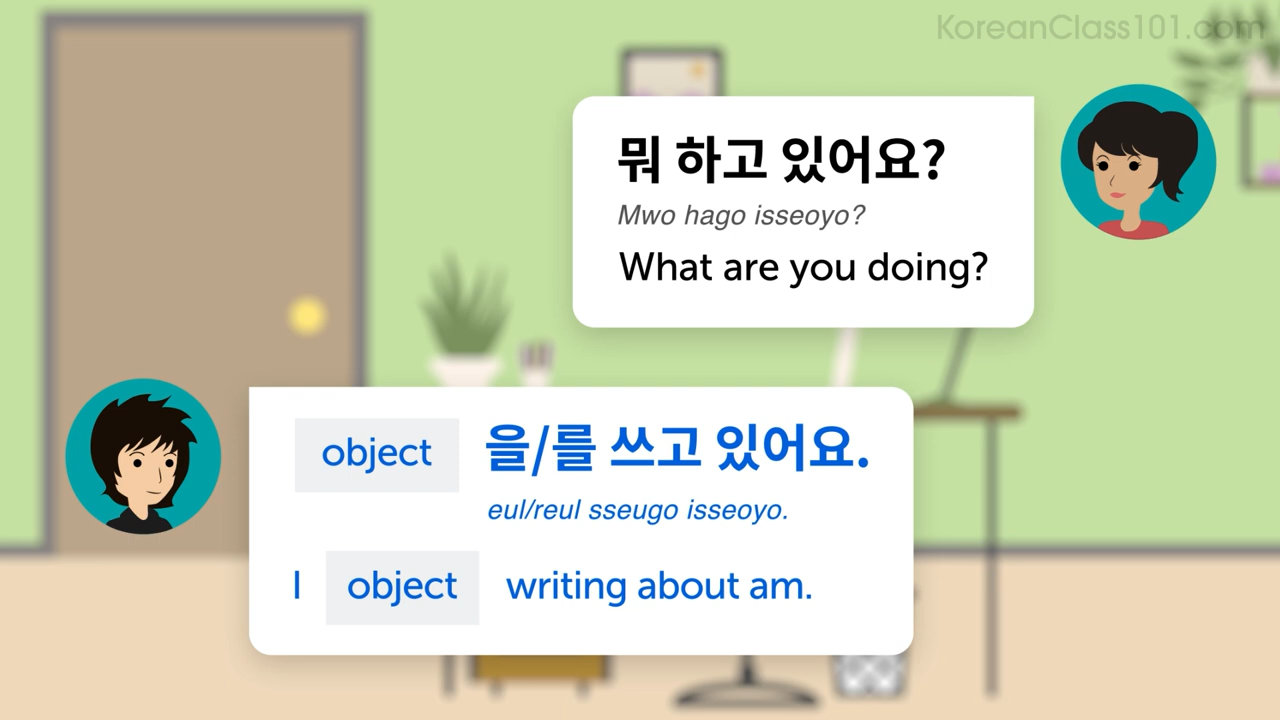 KoreanClass101.com
뭐 하고 있어요?
Mwo hago isseoyo?
What are you doing?
object 을/를 쓰고 있어요.
eul/reul sseugo isseoyo.
I object writing about am.